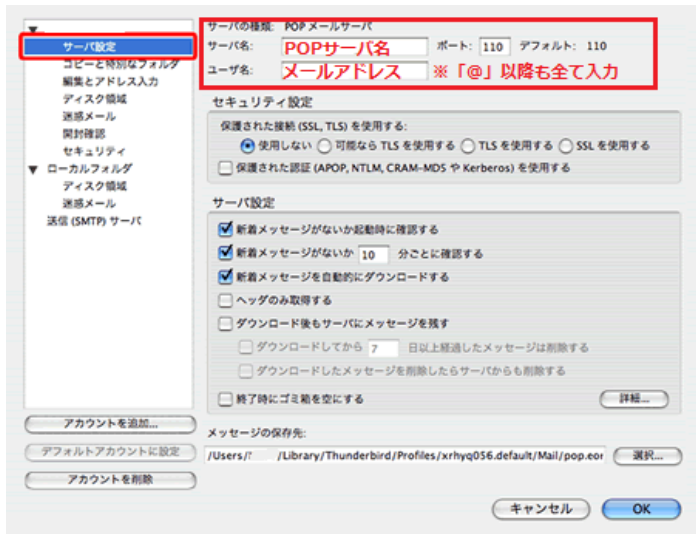 サーバ設定
コピーと特別なフォルダ
編集とアドレス入力
ディスク領域
迷惑メール
開封確認
セキュリティ
▼ ローカルフォルダ
ディスク領域
迷惑メール
送信 (SMTP) サーバ
アカウントを追加...
デフォルトアカウントに設定
アカウントを削除
サーバの種類: POP メールサーバ
サーバ名: POPサーバ名 ポート: 110 デフォルト: 110
ユーザ名: メールアドレス ※「@」以降も全て入力
セキュリティ設定
保護された接続 (SSL, TLS) を使用する:
使用しない 可能なら TLS を使用する TLS を使用する SSL を使用する
保護された認証 (APOP, NTLM, CRAM-MD5 や Kerberos) を使用する
サーバ設定
新着メッセージがないか起動時に確認する
新着メッセージがないか 10 分ごとに確認する
新着メッセージを自動的にダウンロードする
ヘッダのみ取得する
ダウンロード後もサーバにメッセージを残す
ダウンロードしてから 7 日以上経過したメッセージは削除する
ダウンロードしたメッセージを削除したらサーバからも削除する
終了時にゴミ箱を空にする 詳細...
メッセージの保存先:
/Users/ /Library/Thunderbird/Profiles/xrhyq056.default/Mail/pop.eor 選択...
キャンセル OK